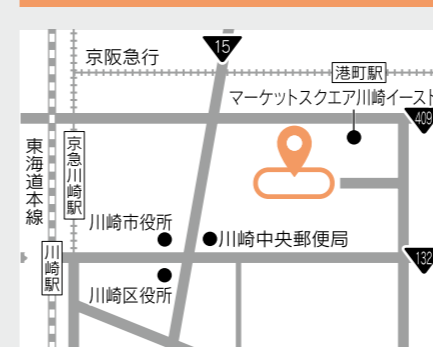 京阪急行
15
港町駅
マーケットスクエア川崎イースト
409
東海道本線
京急川崎駅
川崎市役所
川崎中央郵便局
川崎駅
132
川崎区役所